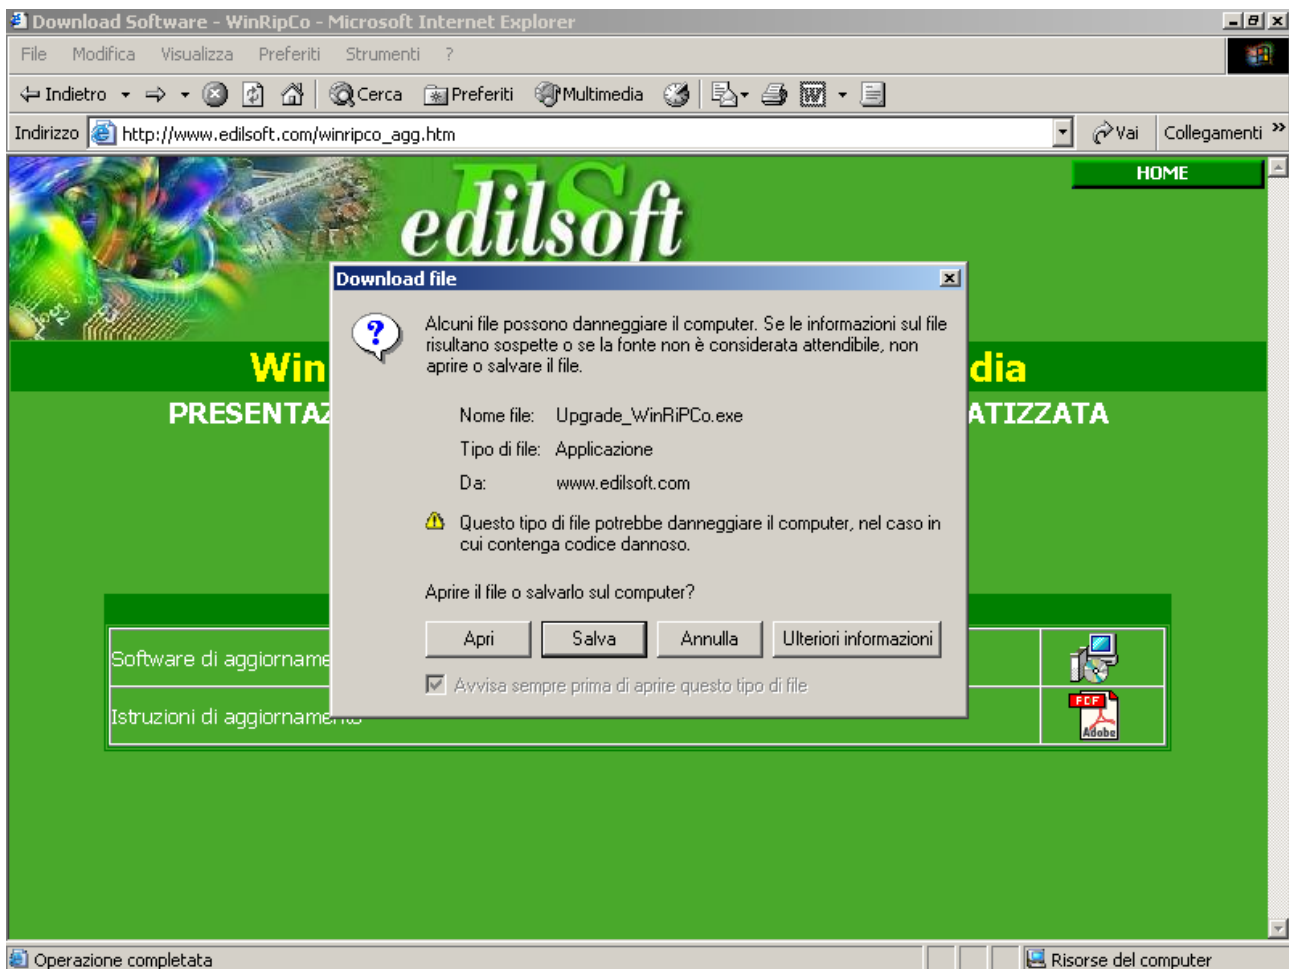 Download Software - WinRipCo - Microsoft Internet Explorer
File Modifica Visualizza Preferiti Strumenti ?
Indietro Cerca Preferiti Multimedia
Indirizzo http://www.edilsoft.com/winripco_agg.htm Vai Collegamenti »
HOME
edilsoft
Download file
Alcuni file possono danneggiare il computer. Se le informazioni sul file
risultano sospette o se la fonte non è considerata attendibile, non
aprire o salvare il file.
Win dia
PRESENTAZ ATIZZATA
Nome file: Upgrade_WinRiPCo.exe
Tipo di file: Applicazione
Da: www.edilsoft.com
Questo tipo di file potrebbe danneggiare il computer, nel caso in
cui contenga codice dannoso.
Aprire il file o salvarlo sul computer?
Apri Salva Annulla Ulteriori informazioni
Avvisa sempre prima di aprire questo tipo di file
Software di aggiorname
Istruzioni di aggiornamento
PDF
Adobe
Operazione completata Risorse del computer